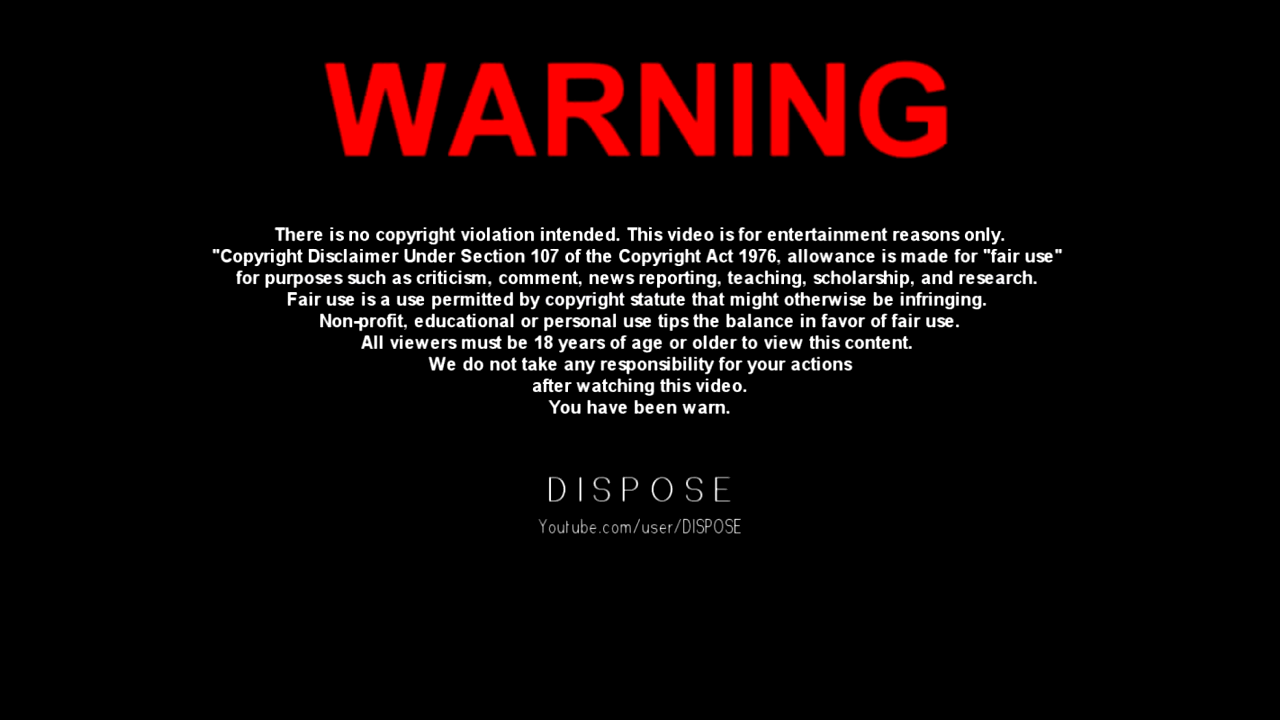 WARNING
There is no copyright violation intended. This video is for entertainment reasons only.
"Copyright Disclaimer Under Section 107 of the Copyright Act 1976, allowance is made for "fair use"
for purposes such as criticism, comment, news reporting, teaching, scholarship, and research.
Fair use is a use permitted by copyright statute that might otherwise be infringing.
Non-profit, educational or personal use tips the balance in favor of fair use.
All viewers must be 18 years of age or older to view this content.
We do not take any responsibility for your actions
after watching this video.
You have been warn.
DISPOSE
Youtube.com/user/DISPOSE